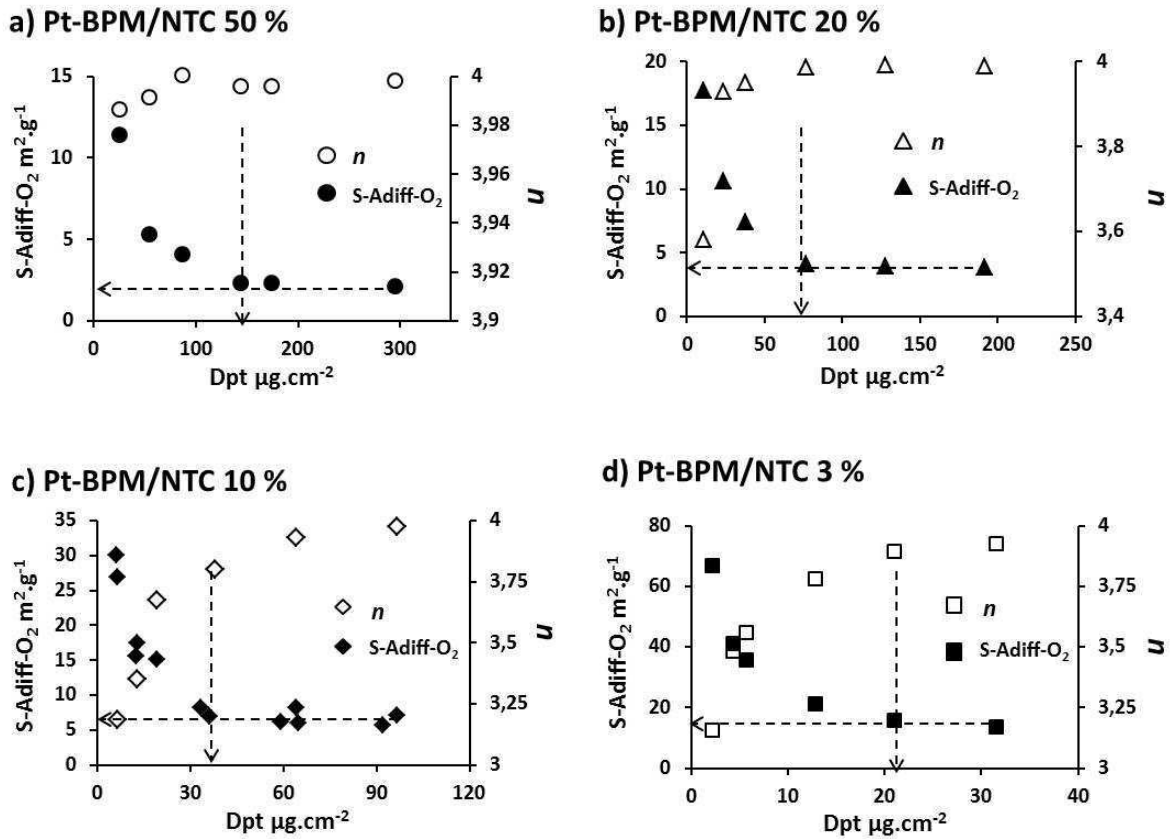 a) Pt-BPM/NTC 50 %
S-Adiff-O₂ m².g⁻¹
15
10
5
0
0 100 200 300
Dpt µg.cm⁻²
4
3,98
3,96
3,94
3,92
3,9
n
n
S-Adiff-O₂
b) Pt-BPM/NTC 20 %
S-Adiff-O₂ m².g⁻¹
20
15
10
5
0
0 50 100 150 200 250
Dpt µg.cm⁻²
4
3,8
3,6
3,4
n
n
S-Adiff-O₂
c) Pt-BPM/NTC 10 %
S-Adiff-O₂ m².g⁻¹
35
30
25
20
15
10
5
0
0 30 60 90 120
Dpt µg.cm⁻²
4
3,75
3,5
3,25
3
n
n
S-Adiff-O₂
d) Pt-BPM/NTC 3 %
S-Adiff-O₂ m².g⁻¹
80
60
40
20
0
0 10 20 30 40
Dpt µg.cm⁻²
4
3,75
3,5
3,25
3
n
n
S-Adiff-O₂